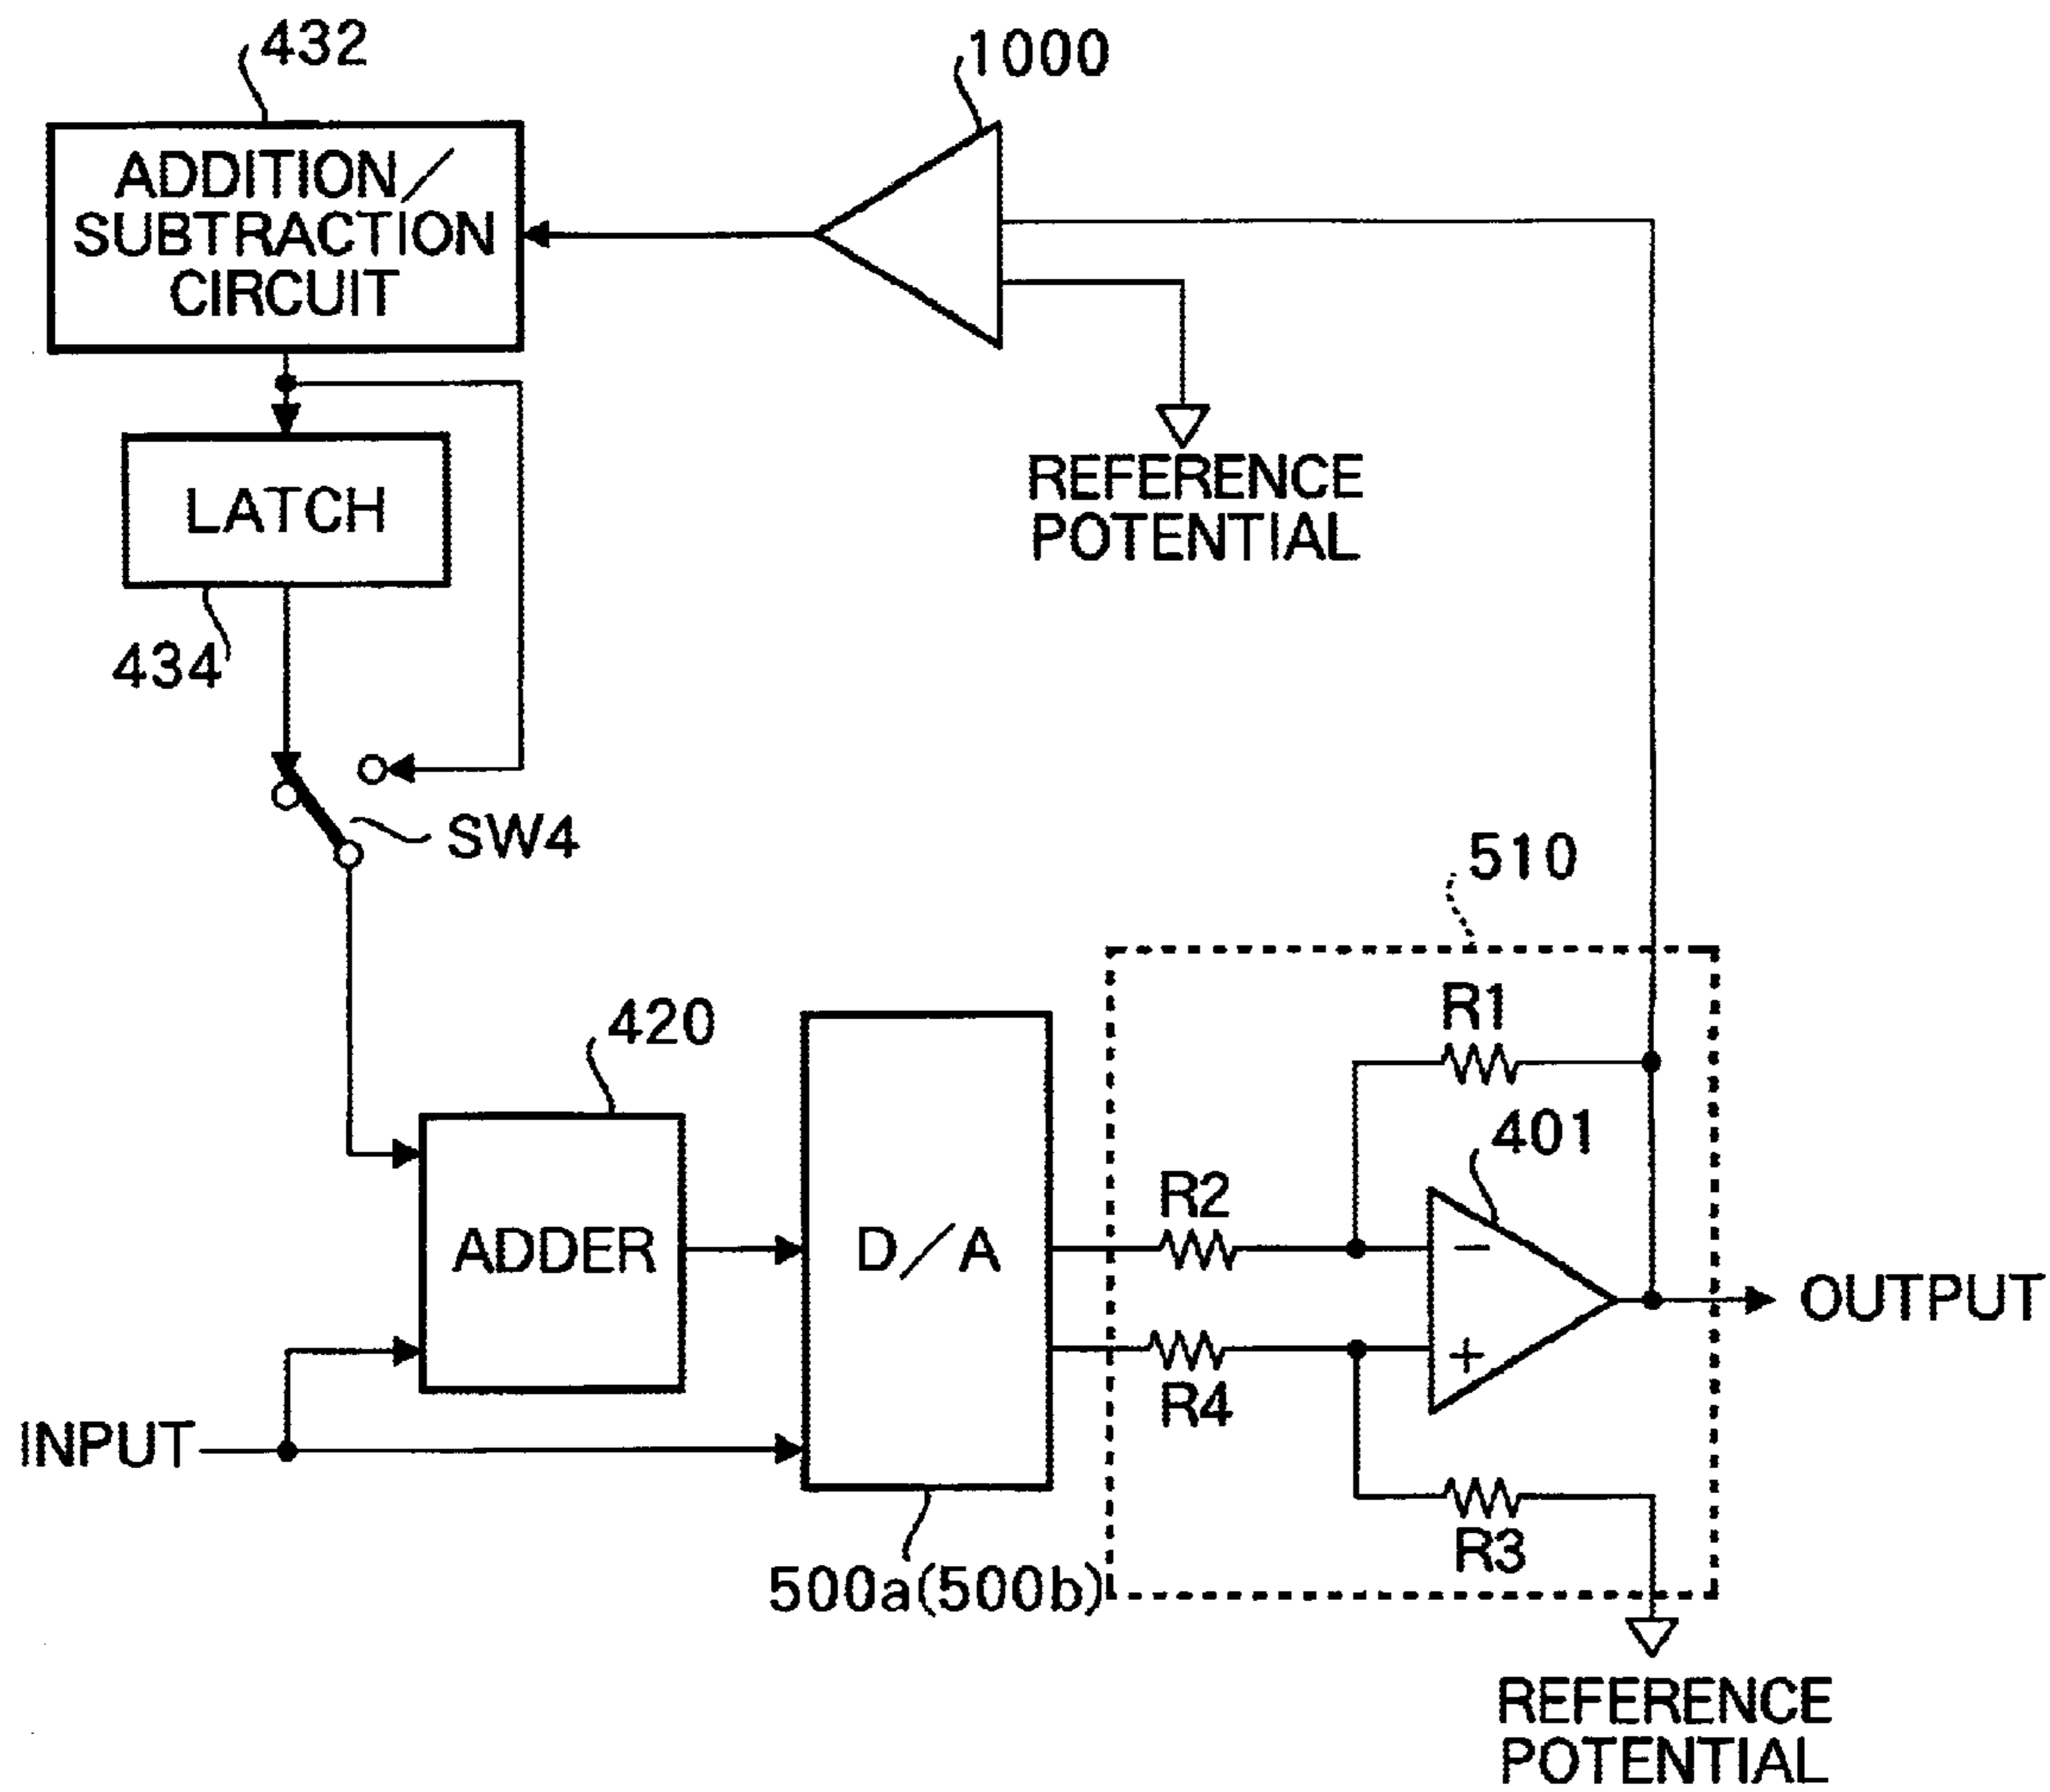 432
1000
ADDITION/
SUBTRACTION
CIRCUIT
REFERENCE
POTENTIAL
LATCH
434
SW4
510
R1
420
401
R2
ADDER
D/A
−
OUTPUT
+
R4
INPUT
R3
500a(500b)
REFERENCE
POTENTIAL